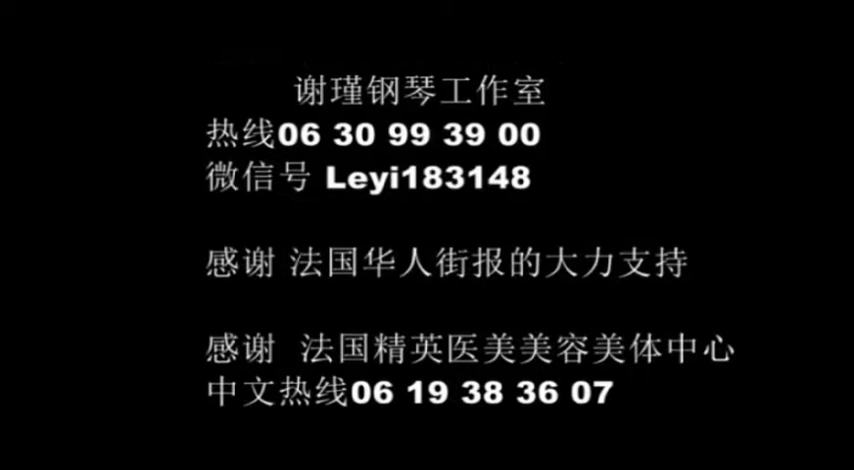 谢瑾钢琴工作室
热线06 30 99 39 00
微信号 Leyi183148
感谢 法国华人街报的大力支持
感谢 法国精英医美美容美体中心
中文热线06 19 38 36 07